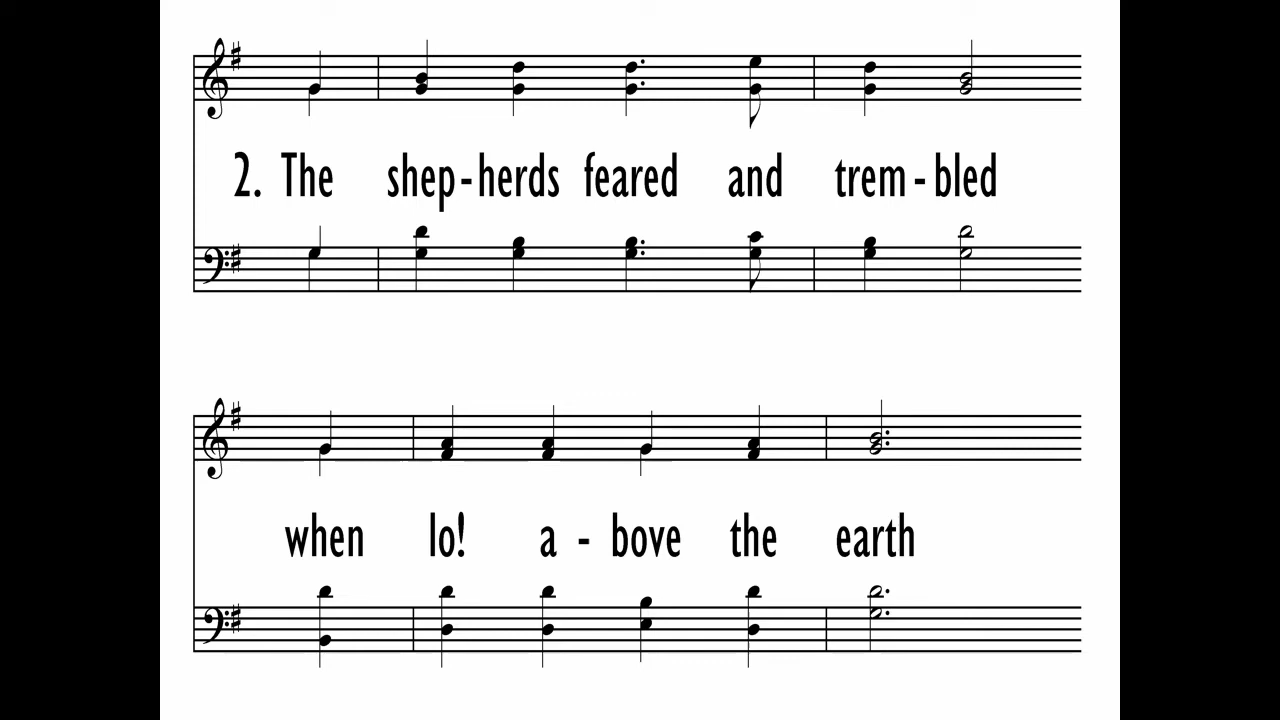 2. The shep-herds feared and trem-bled
when lo! a-bove the earth